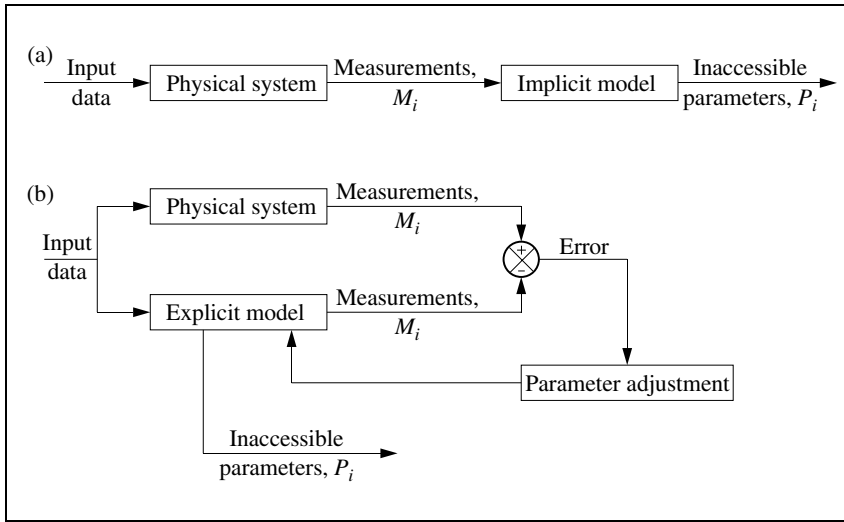 (a)
Input
data
Physical system
Measurements,
M_i
Implicit model
Inaccessible
parameters, P_i
(b)
Input
data
Physical system
Measurements,
M_i
+
−
Error
Explicit model
Measurements,
M_i
Parameter adjustment
Inaccessible
parameters, P_i